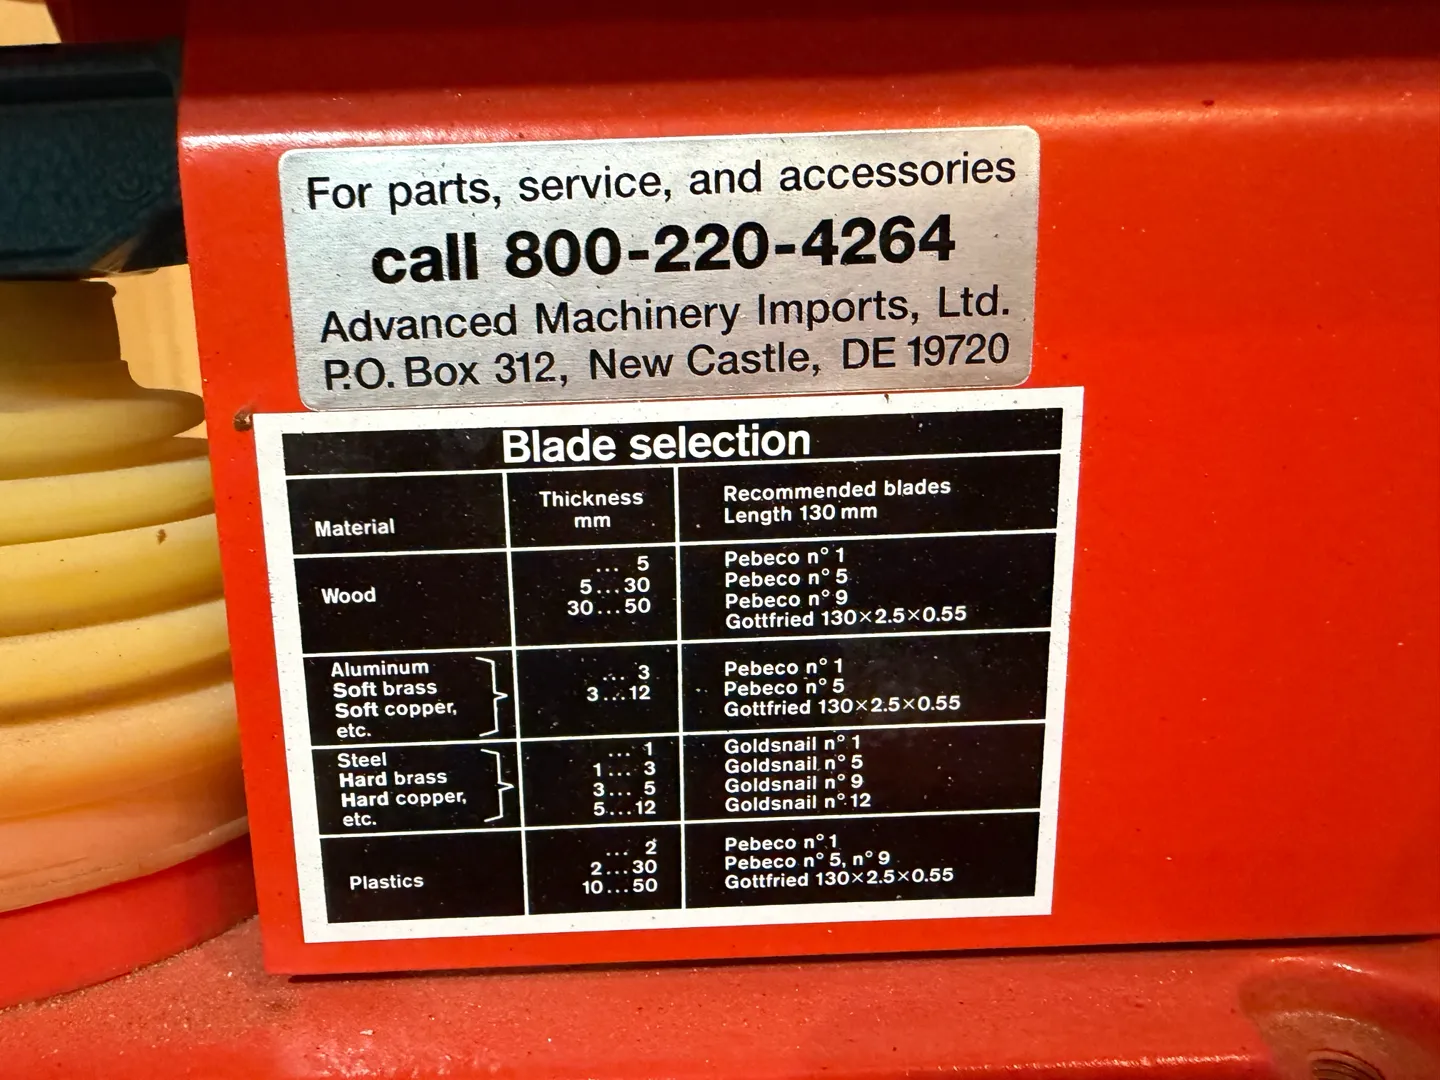 For parts, service, and accessories
call 800-220-4264
Advanced Machinery Imports, Ltd.
P.O. Box 312, New Castle, DE 19720
Blade selection
Material
Thickness
mm
Recommended blades
Length 130 mm
Wood
... 5
5...30
30...50
Pebeco n° 1
Pebeco n° 5
Pebeco n° 9
Gottfried 130×2.5×0.55
Aluminum
Soft brass
Soft copper,
etc.
... 3
3...12
Pebeco n° 1
Pebeco n° 5
Gottfried 130×2.5×0.55
Steel
Hard brass
Hard copper,
etc.
... 1
1... 3
3... 5
5...12
Goldsnail n° 1
Goldsnail n° 5
Goldsnail n° 9
Goldsnail n° 12
Plastics
... 2
2...30
10...50
Pebeco n° 1
Pebeco n° 5, n° 9
Gottfried 130×2.5×0.55